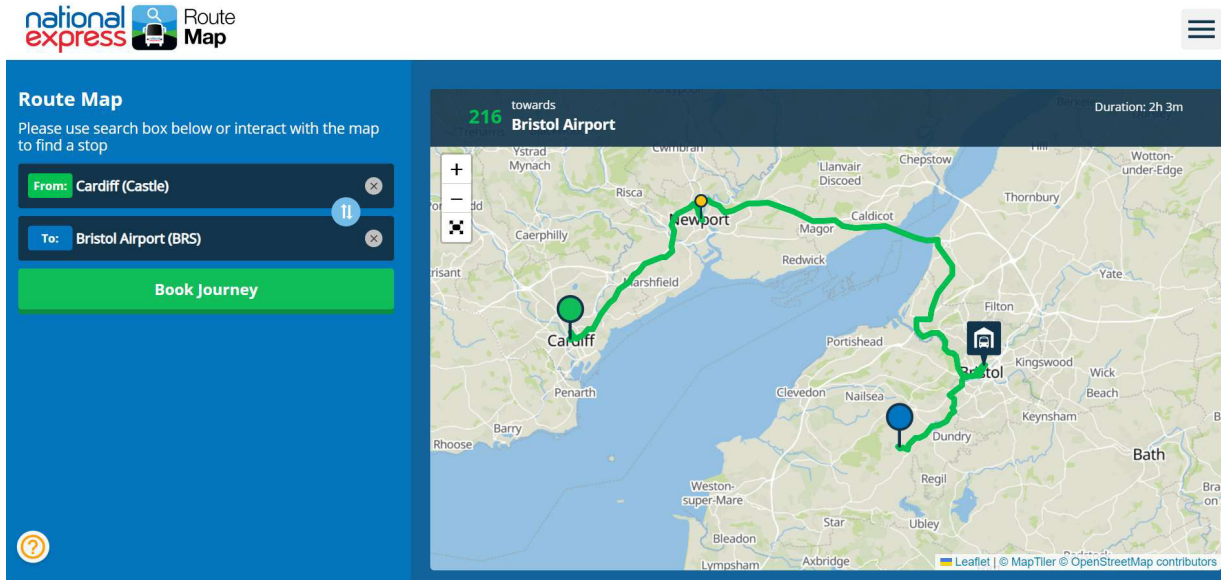 national express Route Map
Route Map
Please use search box below or interact with the map
to find a stop
From: Cardiff (Castle)
To: Bristol Airport (BRS)
Book Journey
216 towards Bristol Airport
Duration: 2h 3m
+
−
Ystrad
Mynach
Cwmbran
Llanvair
Discoed
Chepstow
Wotton-
under-Edge
Risca
Thornbury
Newport
Caldicot
Magor
Caerphilly
Redwick
Marshfield
Yate
Filton
Cardiff
Portishead
Bristol
Kingswood
Wick
Penarth
Clevedon
Nailsea
Beach
Keynsham
Barry
Dundry
Rhoose
Bath
Regil
Weston-
super-Mare
Star
Ubley
Bleadon
Lympsham
Axbridge
Leaflet | © MapTiler © OpenStreetMap contributors